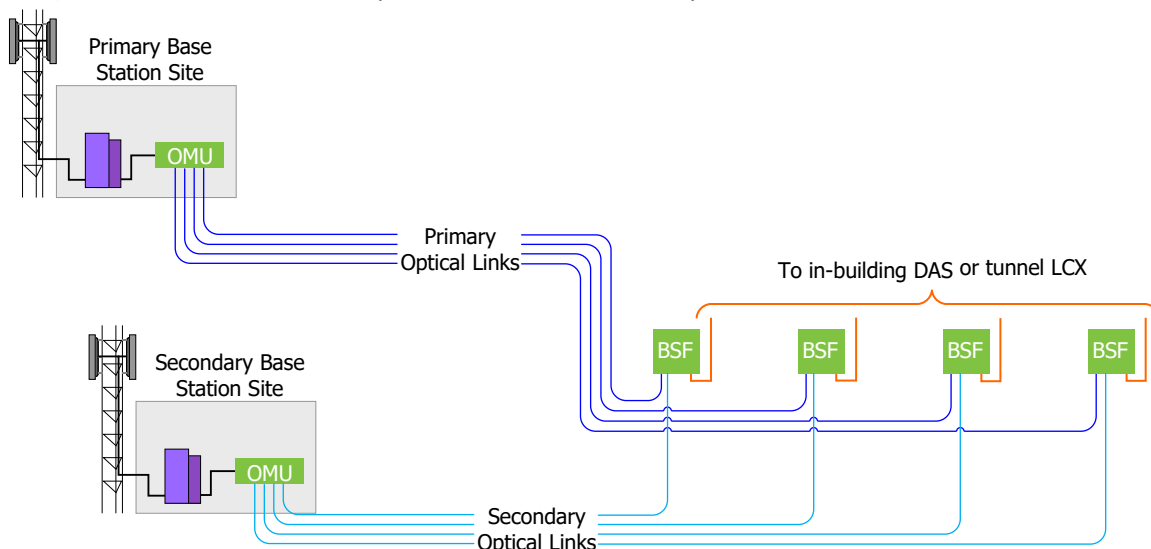 Primary Base
Station Site
OMU
Primary
Optical Links
To in-building DAS or tunnel LCX
BSF
BSF
BSF
BSF
Secondary Base
Station Site
OMU
Secondary
Optical Links